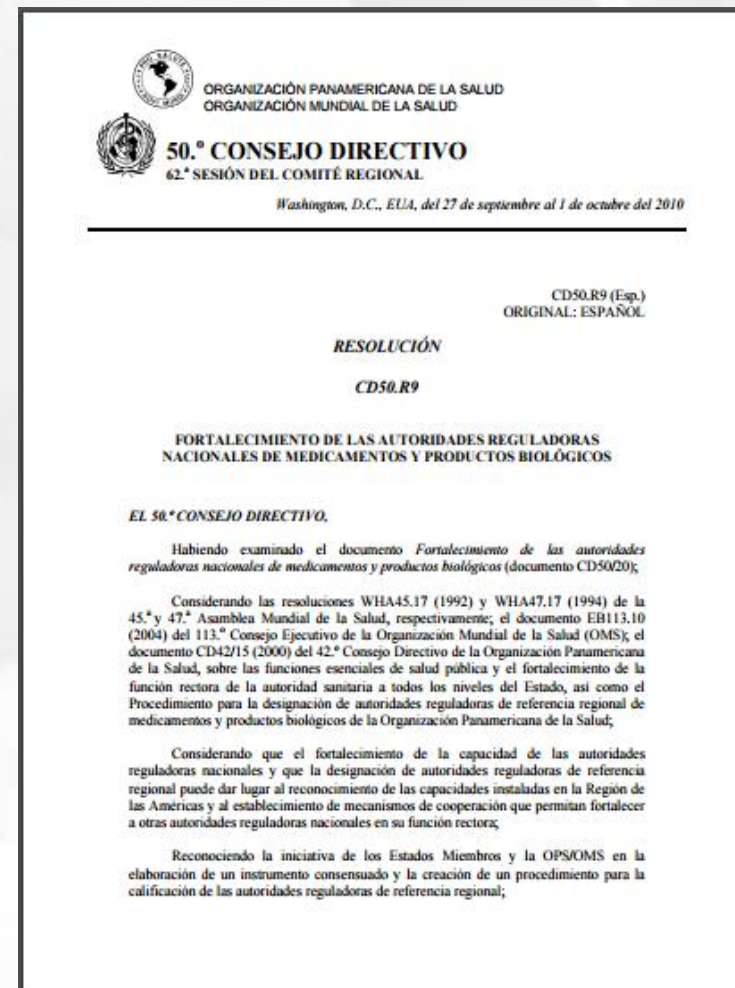 ORGANIZACIÓN PANAMERICANA DE LA SALUD
ORGANIZACIÓN MUNDIAL DE LA SALUD
50.º CONSEJO DIRECTIVO
62.ª SESIÓN DEL COMITÉ REGIONAL
Washington, D.C., EUA, del 27 de septiembre al 1 de octubre del 2010
CD50.R9 (Esp.)
ORIGINAL: ESPAÑOL
RESOLUCIÓN
CD50.R9
FORTALECIMIENTO DE LAS AUTORIDADES REGULADORAS
NACIONALES DE MEDICAMENTOS Y PRODUCTOS BIOLÓGICOS
EL 50.º CONSEJO DIRECTIVO,
Habiendo examinado el documento Fortalecimiento de las autoridades
reguladoras nacionales de medicamentos y productos biológicos (documento CD50/20);
Considerando las resoluciones WHA45.17 (1992) y WHA47.17 (1994) de la
45.ª y 47.ª Asamblea Mundial de la Salud, respectivamente; el documento EB113.10
(2004) del 113.º Consejo Ejecutivo de la Organización Mundial de la Salud (OMS); el
documento CD42/15 (2000) del 42.º Consejo Directivo de la Organización Panamericana
de la Salud, sobre las funciones esenciales de salud pública y el fortalecimiento de la
función rectora de la autoridad sanitaria a todos los niveles del Estado, así como el
Procedimiento para la designación de autoridades reguladoras de referencia regional de
medicamentos y productos biológicos de la Organización Panamericana de la Salud;
Considerando que el fortalecimiento de la capacidad de las autoridades
reguladoras nacionales y que la designación de autoridades reguladoras de referencia
regional puede dar lugar al reconocimiento de las capacidades instaladas en la Región de
las Américas y al establecimiento de mecanismos de cooperación que permitan fortalecer
a otras autoridades reguladoras nacionales en su función rectora;
Reconociendo la iniciativa de los Estados Miembros y la OPS/OMS en la
elaboración de un instrumento consensuado y la creación de un procedimiento para la
calificación de las autoridades reguladoras de referencia regional;